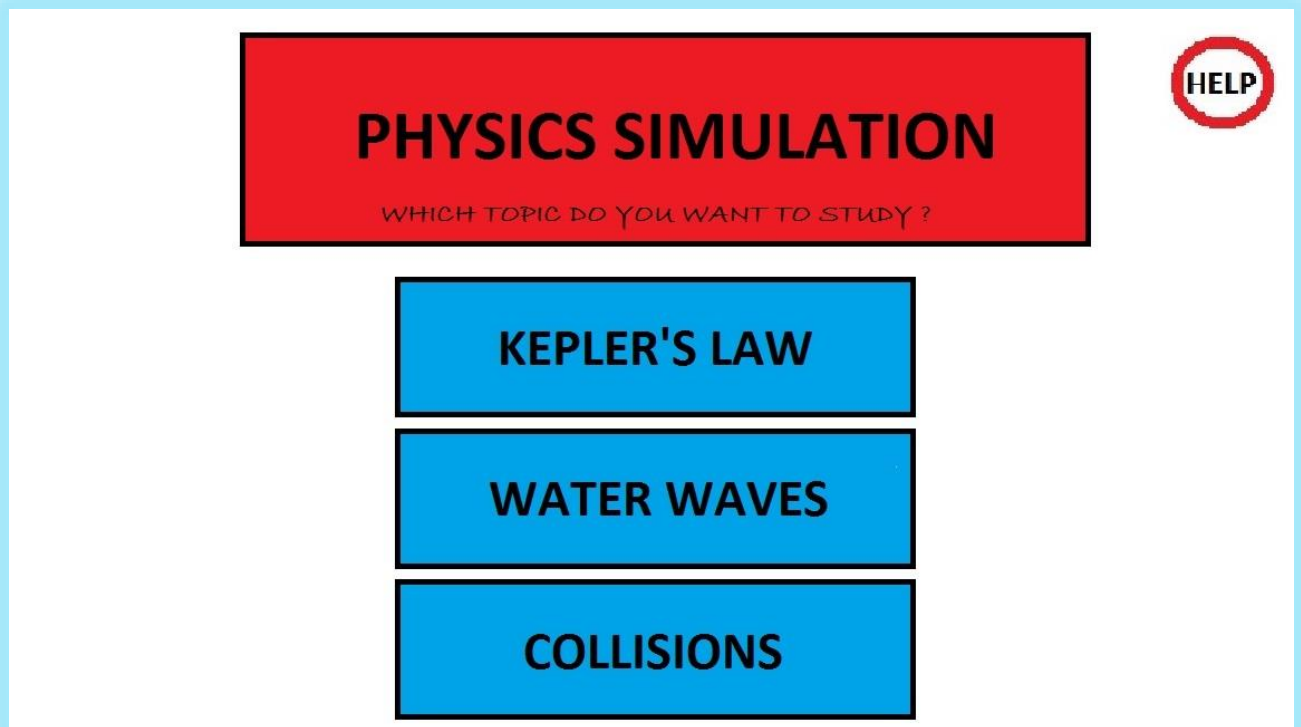 PHYSICS SIMULATION
HELP
WHICH TOPIC DO YOU WANT TO STUDY ?
KEPLER'S LAW
WATER WAVES
COLLISIONS